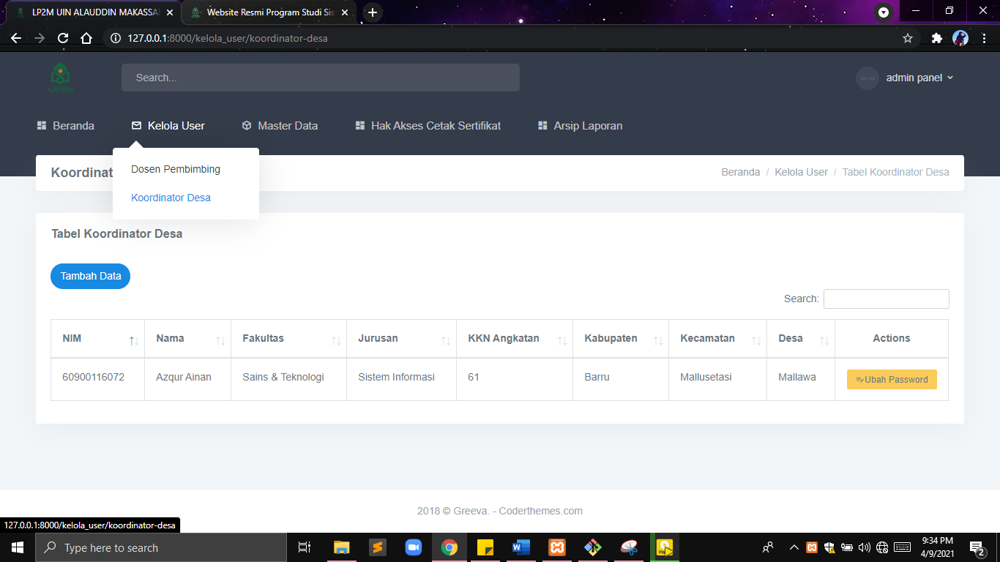 LP2M UIN ALAUDDIN MAKASSA
Website Resmi Program Studi Sis
127.0.0.1:8000/kelola_user/koordinator-desa
Search...
admin panel
Beranda
Kelola User
Master Data
Hak Akses Cetak Sertifikat
Arsip Laporan
Dosen Pembimbing
Koordinator Desa
Koordinat
Beranda / Kelola User / Tabel Koordinator Desa
Tabel Koordinator Desa
Tambah Data
Search:
NIM Nama Fakultas Jurusan KKN Angkatan Kabupaten Kecamatan Desa Actions
60900116072 Azqur Ainan Sains & Teknologi Sistem Informasi 61 Barru Mallusetasi Mallawa Ubah Password
2018 © Greeva. - Coderthemes.com
127.0.0.1:8000/kelola_user/koordinator-desa
Type here to search
9:34 PM
4/9/2021
2